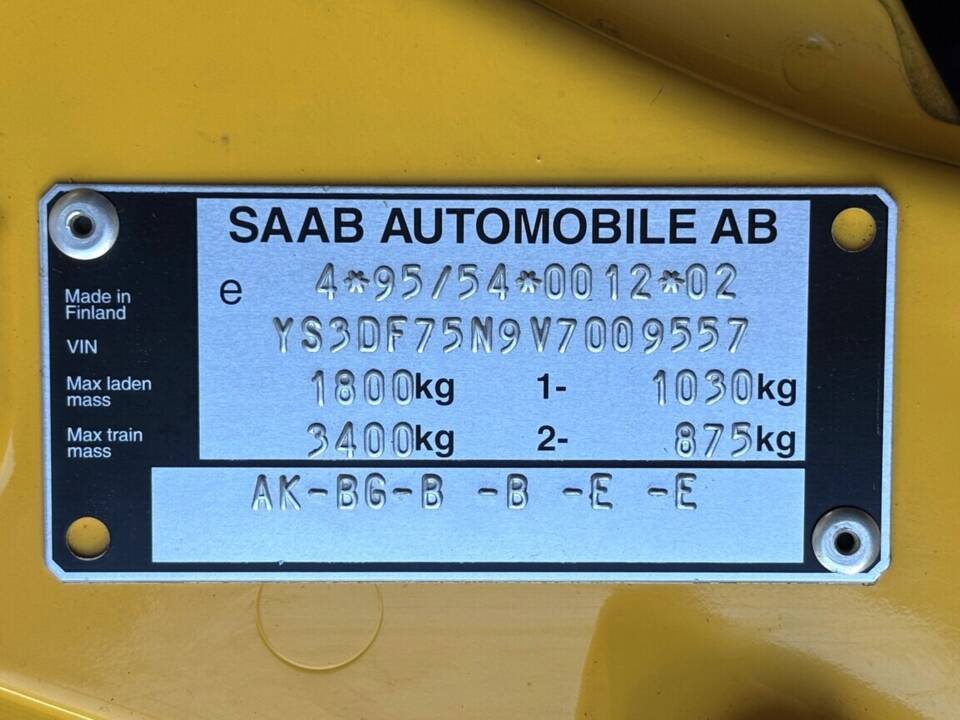 SAAB AUTOMOBILE AB
e 4*95/54*0012*02
Made in
Finland
VIN YS3DF75N9V7009557
Max laden
mass 1800kg 1- 1030kg
Max train
mass 3400kg 2- 875kg
AK-BG-B -B -E -E